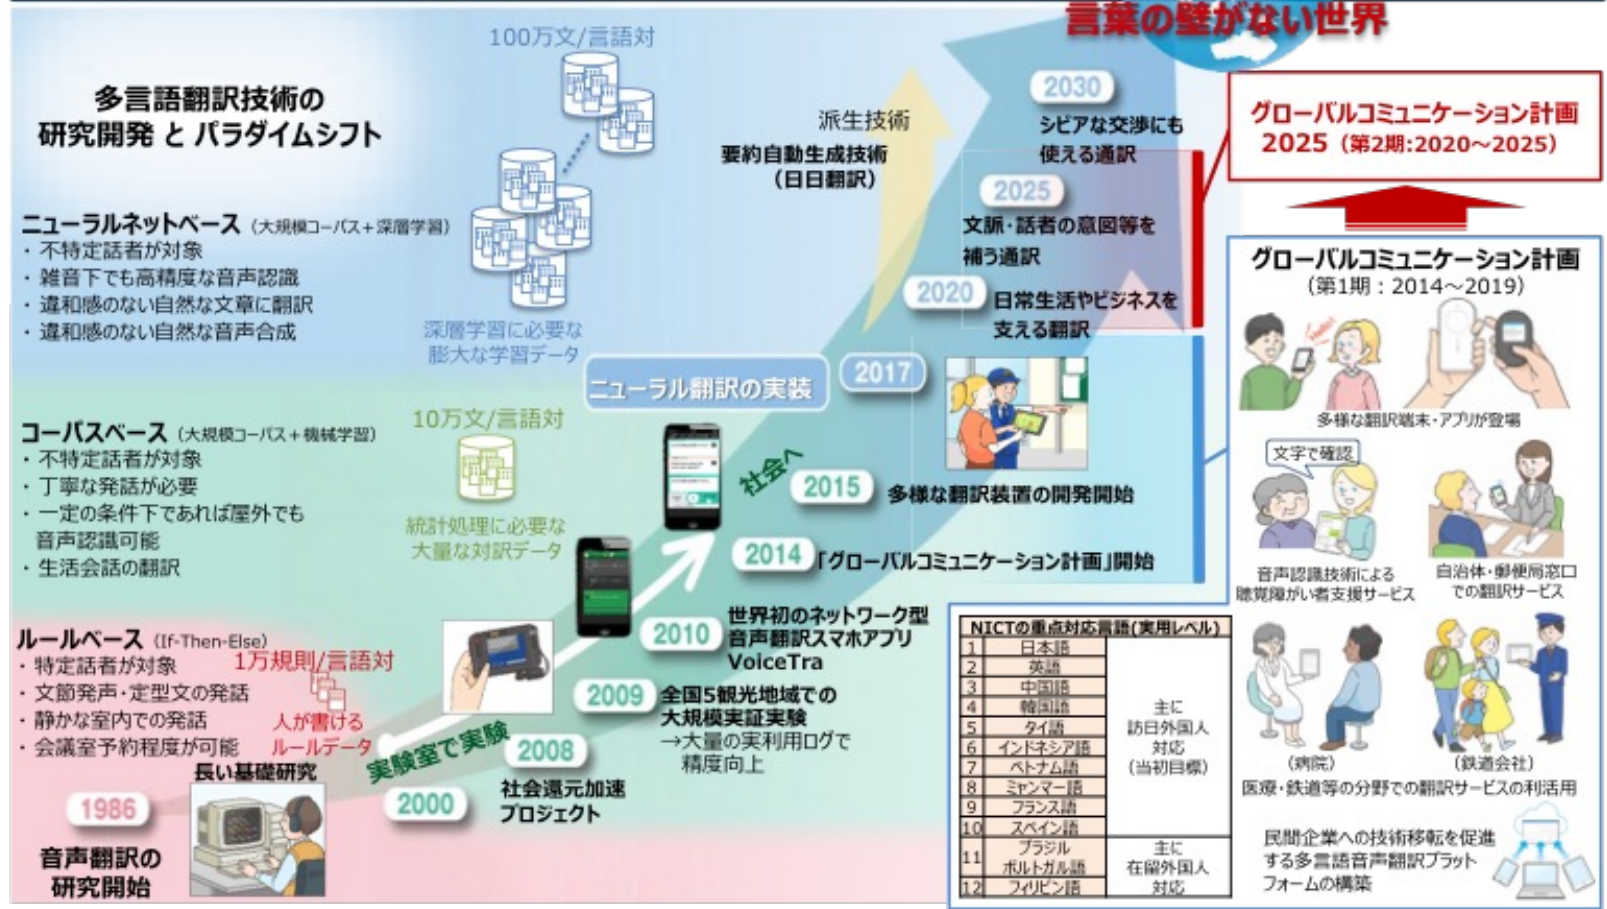 言葉の壁がない世界
多言語翻訳技術の
研究開発 と パラダイムシフト
100万文/言語対
ニューラルネットベース（大規模コーパス＋深層学習）
・ 不特定話者が対象
・ 雑音下でも高精度な音声認識
・ 違和感のない自然な文章に翻訳
・ 違和感のない自然な音声合成
深層学習に必要な
膨大な学習データ
派生技術
要約自動生成技術
（日日翻訳）
2030
シビアな交渉にも
使える通訳
2025
文脈・話者の意図等を
補う通訳
2020
日常生活やビジネスを
支える翻訳
ニューラル翻訳の実装
2017
コーパスベース（大規模コーパス＋機械学習）
・ 不特定話者が対象
・ 丁寧な発話が必要
・ 一定の条件下であれば屋外でも
音声認識可能
・ 生活会話の翻訳
10万文/言語対
統計処理に必要な
大量な対訳データ
社会へ
2015
多様な翻訳装置の開発開始
2014
「グローバルコミュニケーション計画」開始
2010
世界初のネットワーク型
音声翻訳スマホアプリ
VoiceTra
2009
全国5観光地域での
大規模実証実験
→大量の実利用ログで
精度向上
2008
社会還元加速
プロジェクト
実験室で実験
2000
ルールベース（If-Then-Else）
・ 特定話者が対象
・ 文節発声・定型文の発話
・ 静かな室内での発話
・ 会議室予約程度が可能
1万規則/言語対
人が書ける
ルールデータ
長い基礎研究
1986
音声翻訳の
研究開始
グローバルコミュニケーション計画
2025（第2期:2020～2025）
グローバルコミュニケーション計画
（第1期：2014～2019）
Hello!
多様な翻訳端末・アプリが登場
文字で確認
音声認識技術による
聴覚障がい者支援サービス
自治体・郵便局窓口
での翻訳サービス
（病院）
（鉄道会社）
医療・鉄道等の分野での翻訳サービスの利活用
民間企業への技術移転を促進
する多言語音声翻訳プラット
フォームの構築
NICTの重点対応言語(実用レベル)
1 日本語
2 英語
3 中国語
4 韓国語
5 タイ語
6 インドネシア語
7 ベトナム語
8 ミャンマー語
9 フランス語
10 スペイン語
主に
訪日外国人
対応
（当初目標）
11 ブラジル
ポルトガル語
12 フィリピン語
主に
在留外国人
対応